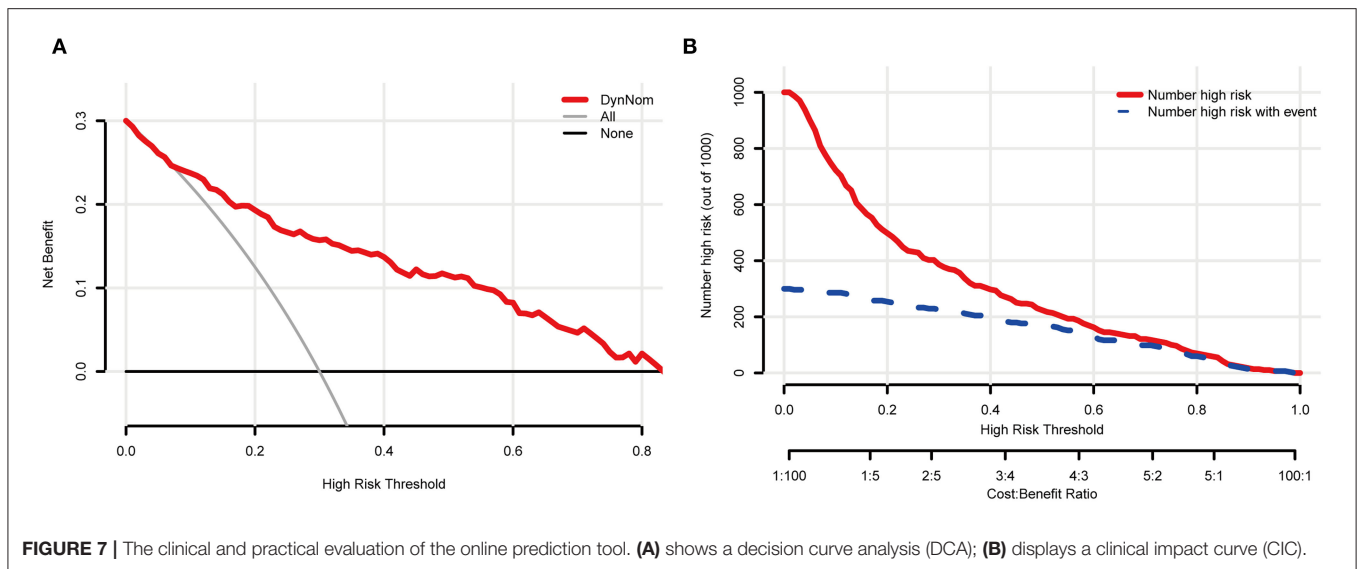 A
DynNom
All
None
0.3
0.2
0.1
0.0
Net Benefit
0.0 0.2 0.4 0.6 0.8
High Risk Threshold
B
Number high risk
Number high risk with event
1000
800
600
400
200
0
Number high risk (out of 1000)
0.0 0.2 0.4 0.6 0.8 1.0
High Risk Threshold
1:100 1:5 2:5 3:4 4:3 5:2 5:1 100:1
Cost:Benefit Ratio
FIGURE 7 | The clinical and practical evaluation of the online prediction tool. (A) shows a decision curve analysis (DCA); (B) displays a clinical impact curve (CIC).